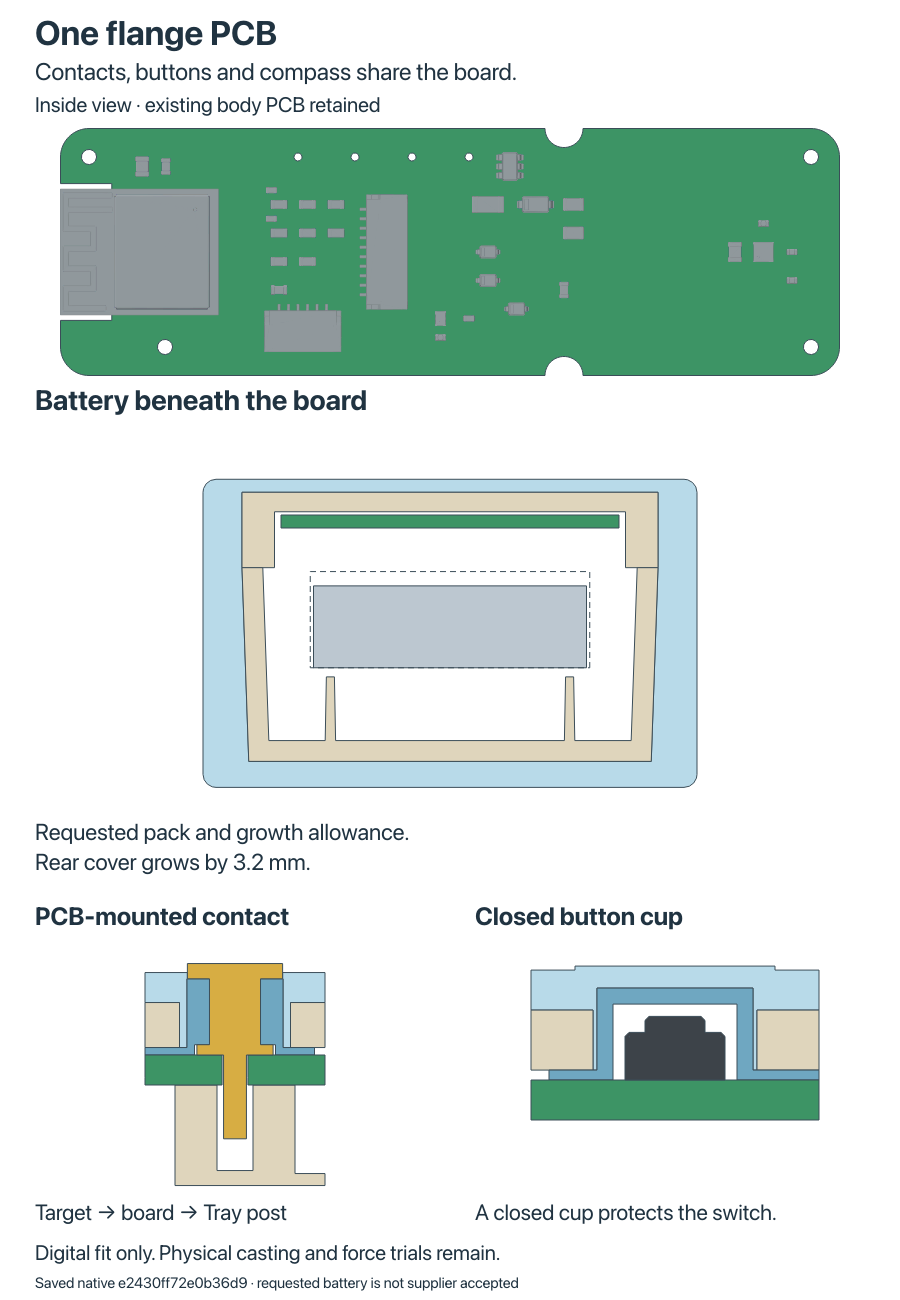 One flange PCB
Contacts, buttons and compass share the board.
Inside view · existing body PCB retained
Battery beneath the board
Requested pack and growth allowance.
Rear cover grows by 3.2 mm.
PCB-mounted contact
Closed button cup
Target → board → Tray post
A closed cup protects the switch.
Digital fit only. Physical casting and force trials remain.
Saved native e2430ff72e0b36d9 · requested battery is not supplier accepted